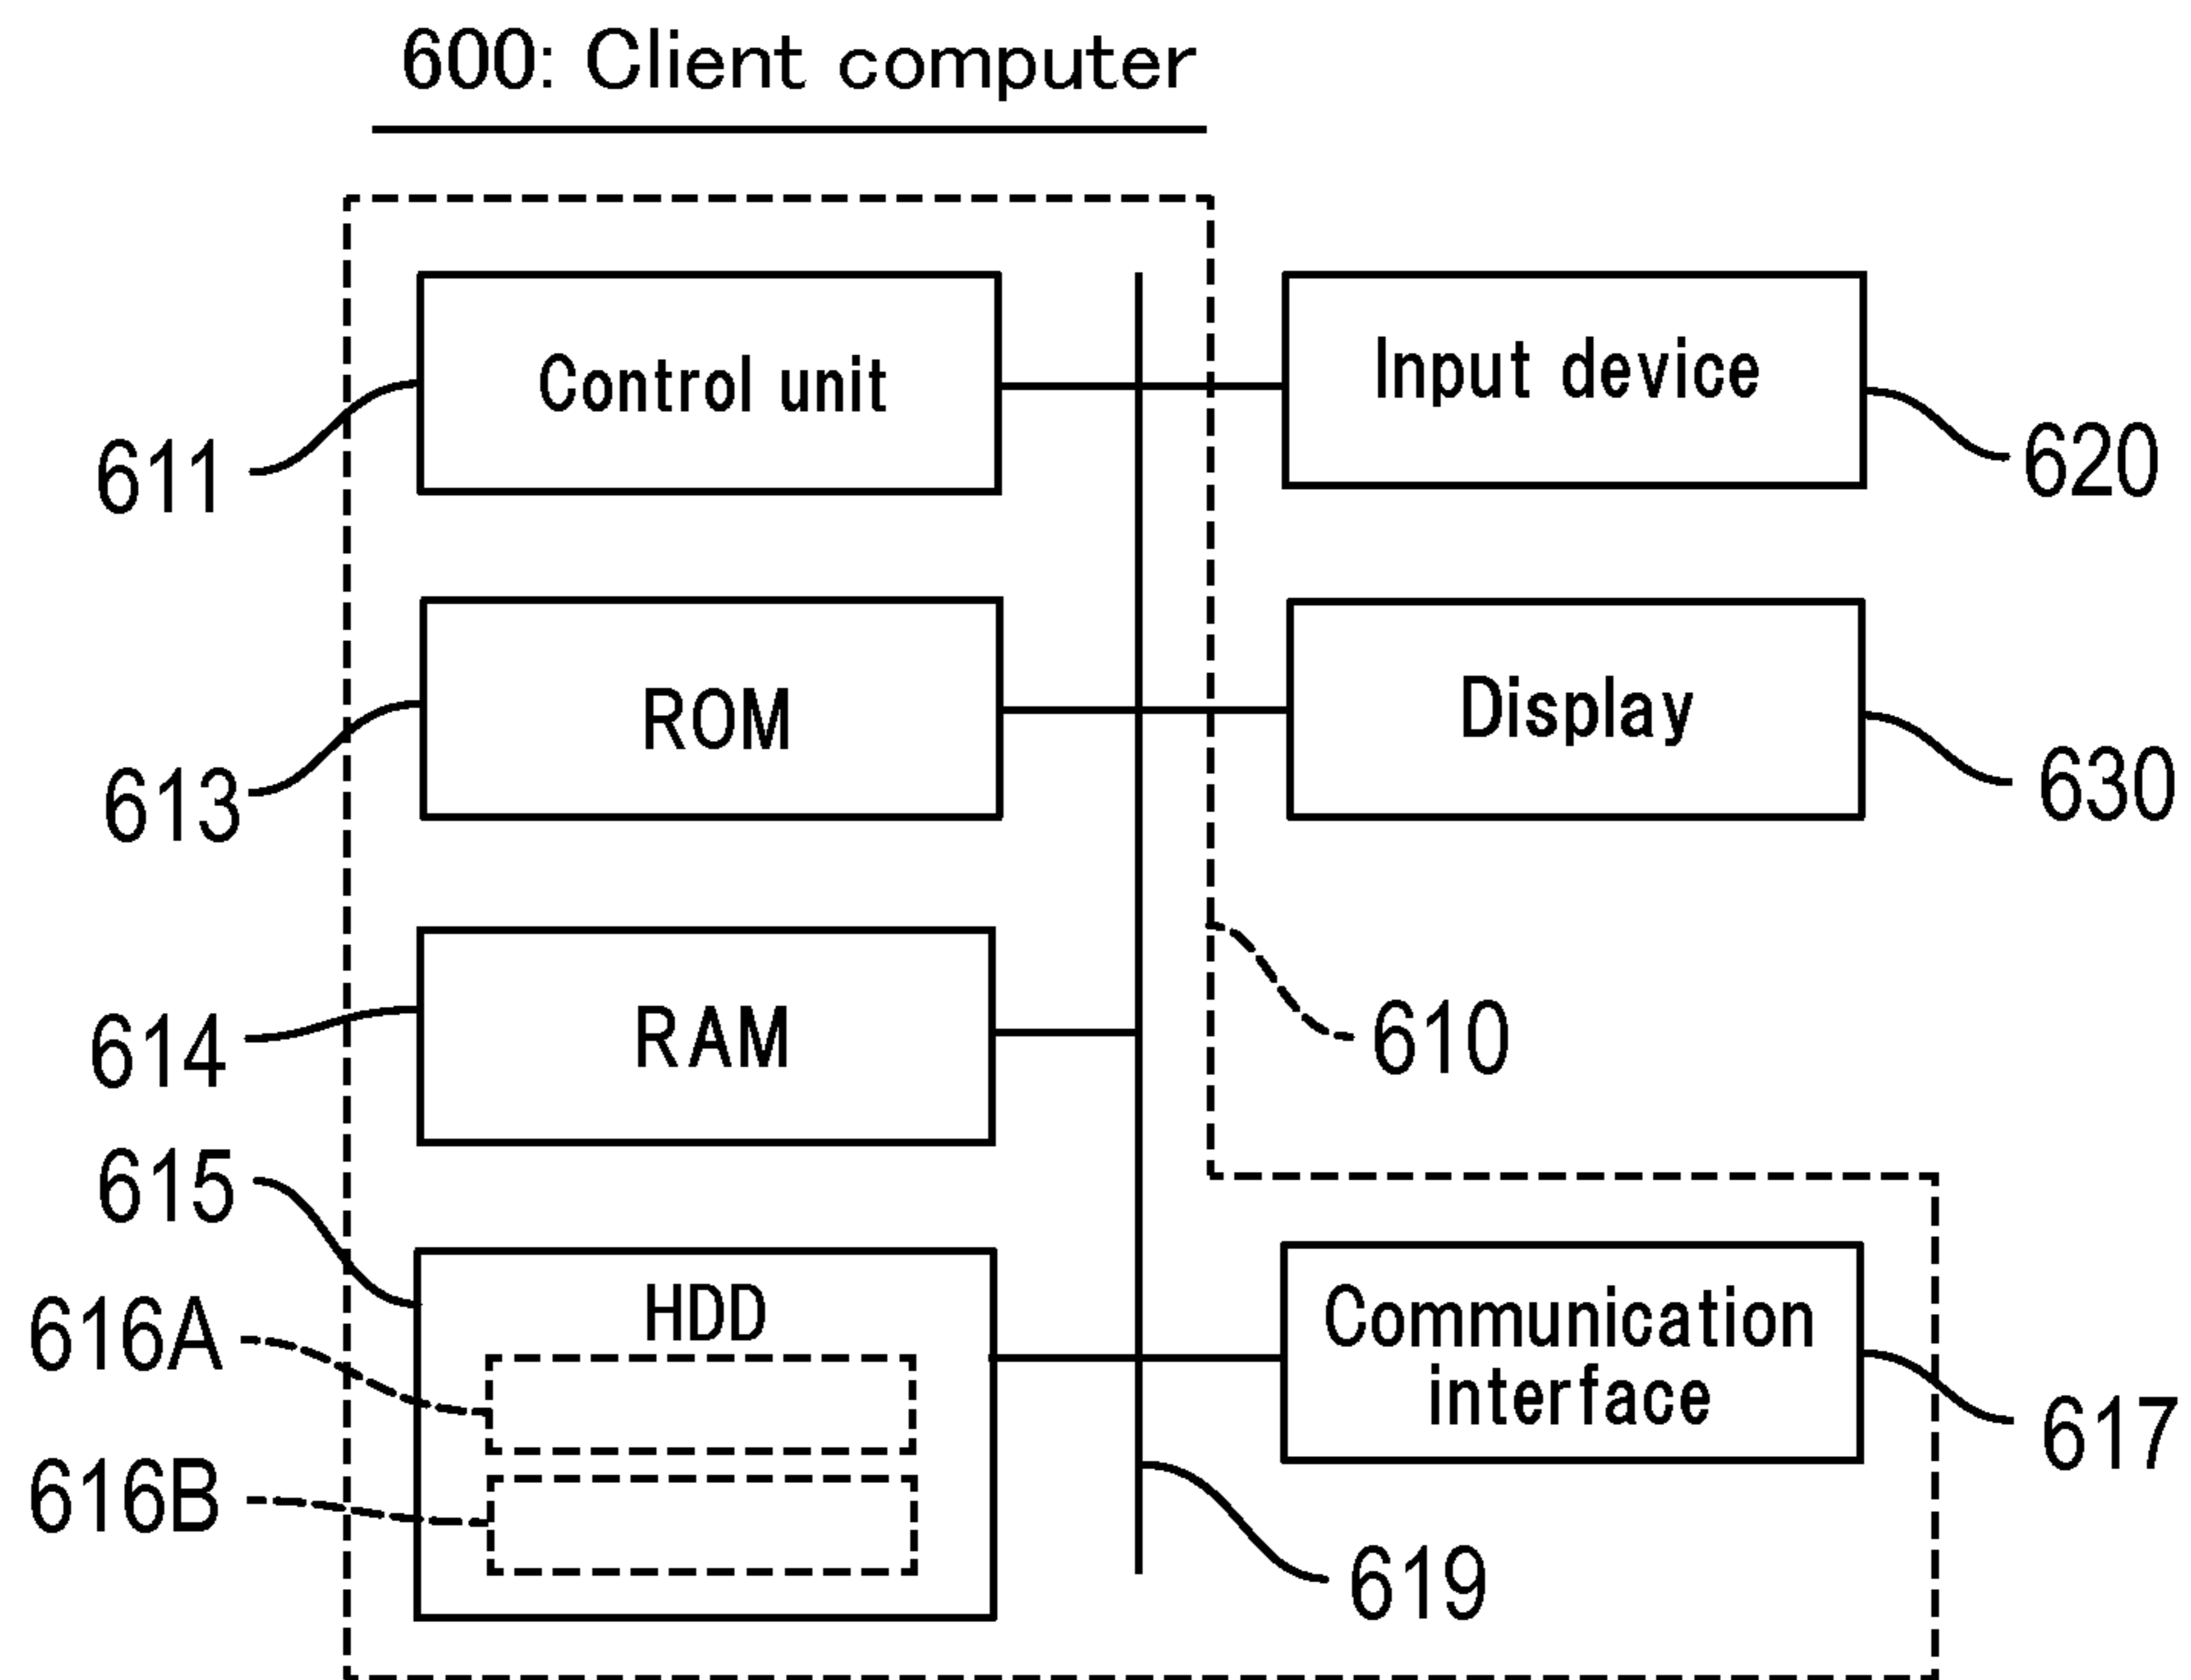 600: Client computer
Control unit
Input device
611
620
ROM
Display
613
630
RAM
614
610
615
HDD
616A
Communication
interface
617
616B
619